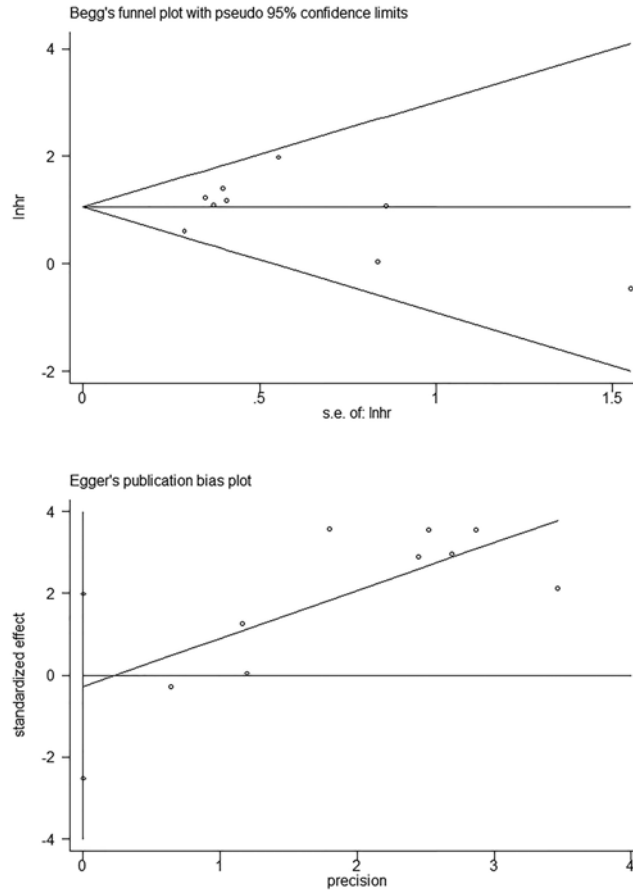 Begg's funnel plot with pseudo 95% confidence limits
4
2
0
-2
lnhr
0 .5 1 1.5
s.e. of: lnhr
Egger's publication bias plot
4
2
0
-2
-4
standardized effect
0 1 2 3 4
precision